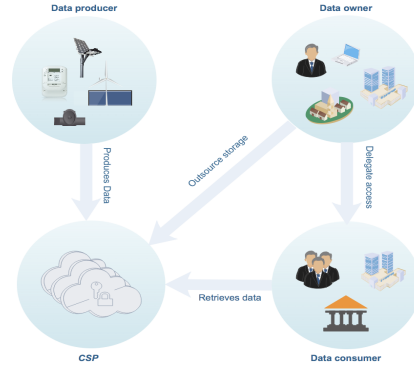 Data producer
Data owner
Produces Data
Outsource storage
Delegate access
Retrieves data
CSP
Data consumer